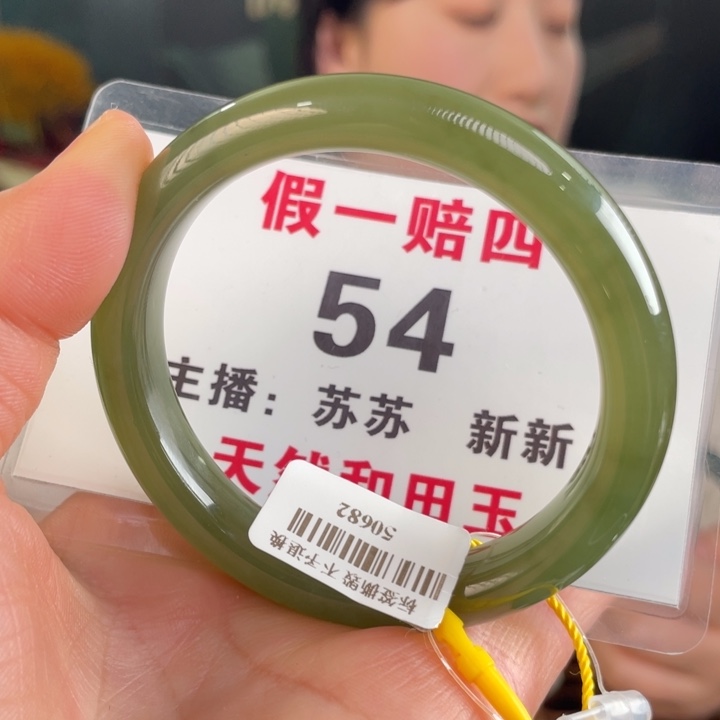 假一赔四
54
主播：苏苏 新新
天然和田玉
50682
标签撕毁 不予退换